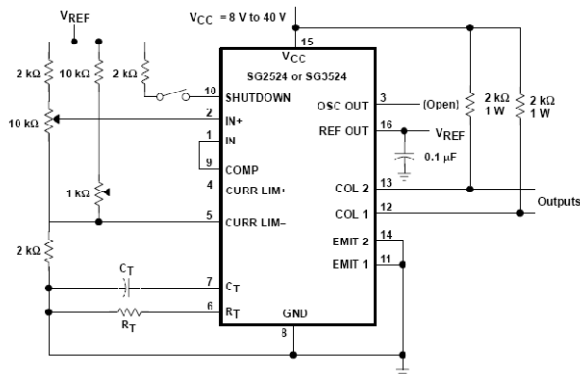 VREF
VCC = 8 V to 40 V
15
VCC
SG2524 or SG3524
2 kΩ
10 kΩ
2 kΩ
10
SHUTDOWN
OSC OUT
3
(Open)
2 kΩ
1 W
2 kΩ
1 W
10 kΩ
2
IN+
REF OUT
16
VREF
1
IN
0.1 µF
9
COMP
1 kΩ
4
CURR LIM+
COL 2
13
5
CURR LIM–
COL 1
12
Outputs
2 kΩ
EMIT 2
14
EMIT 1
11
CT
7
CT
6
RT
RT
GND
8